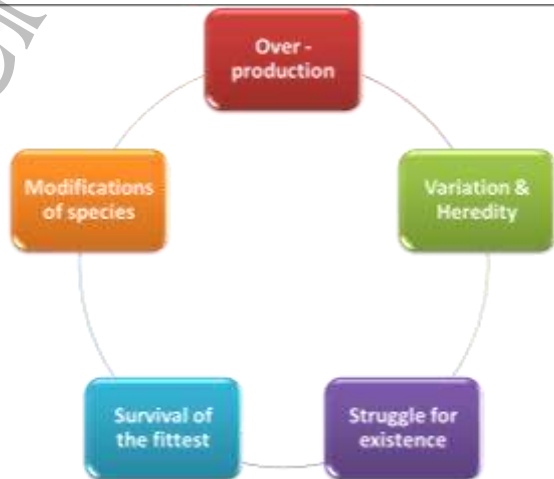 Over -
production
Variation &
Heredity
Struggle for
existence
Survival of
the fittest
Modifications
of species